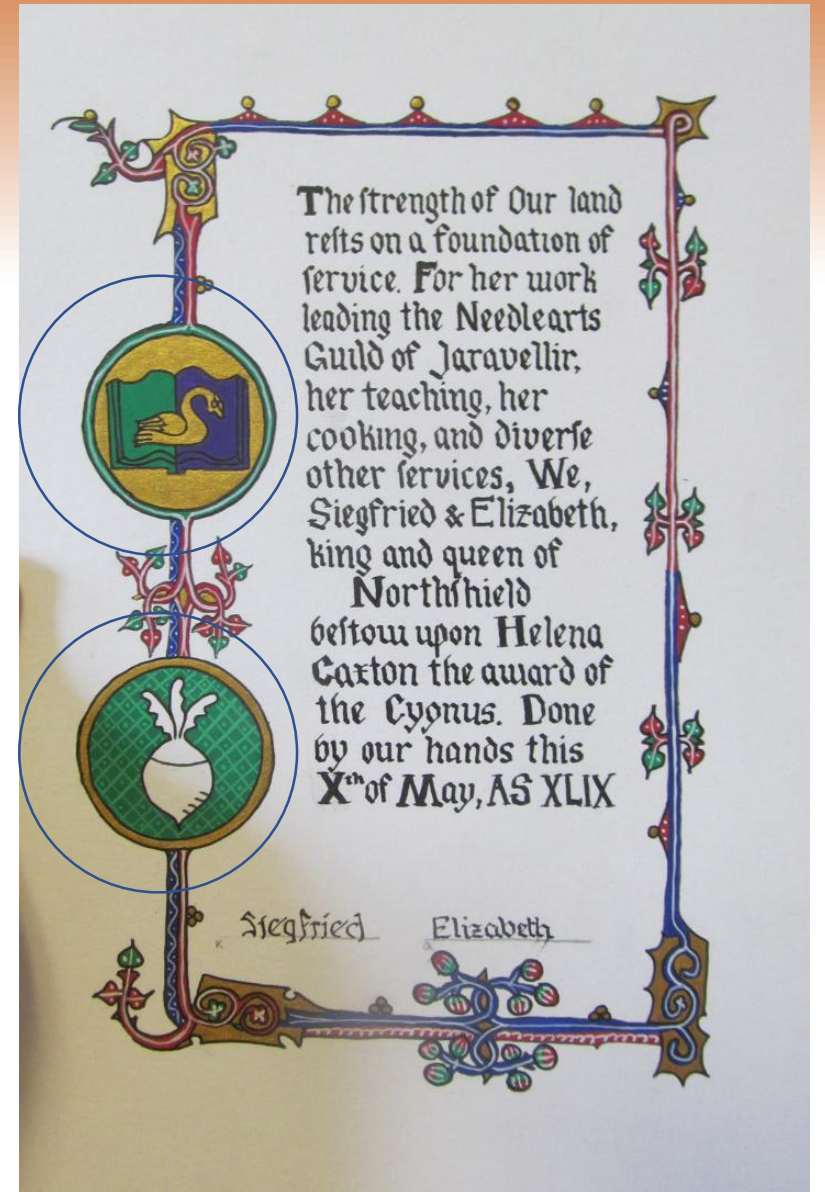 The ſtrength of Our land
reſts on a foundation of
ſervice. For her work
leading the Needlearts
Guild of Jaravellir,
her teaching, her
cooking, and diverſe
other ſervices, We,
Siegfried & Elizabeth,
king and queen of
Northſhield
beſtow upon Helena
Caxton the award of
the Cygnus. Done
by our hands this
Xth of May, AS XLIX
Siegfried Elizabeth